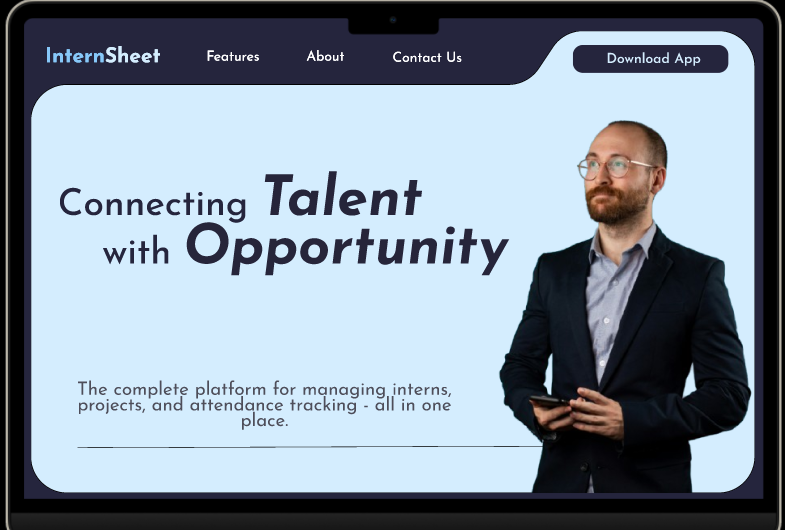 InternSheet Features About Contact Us Download App
Connecting Talent
with Opportunity
The complete platform for managing interns,
projects, and attendance tracking - all in one
place.